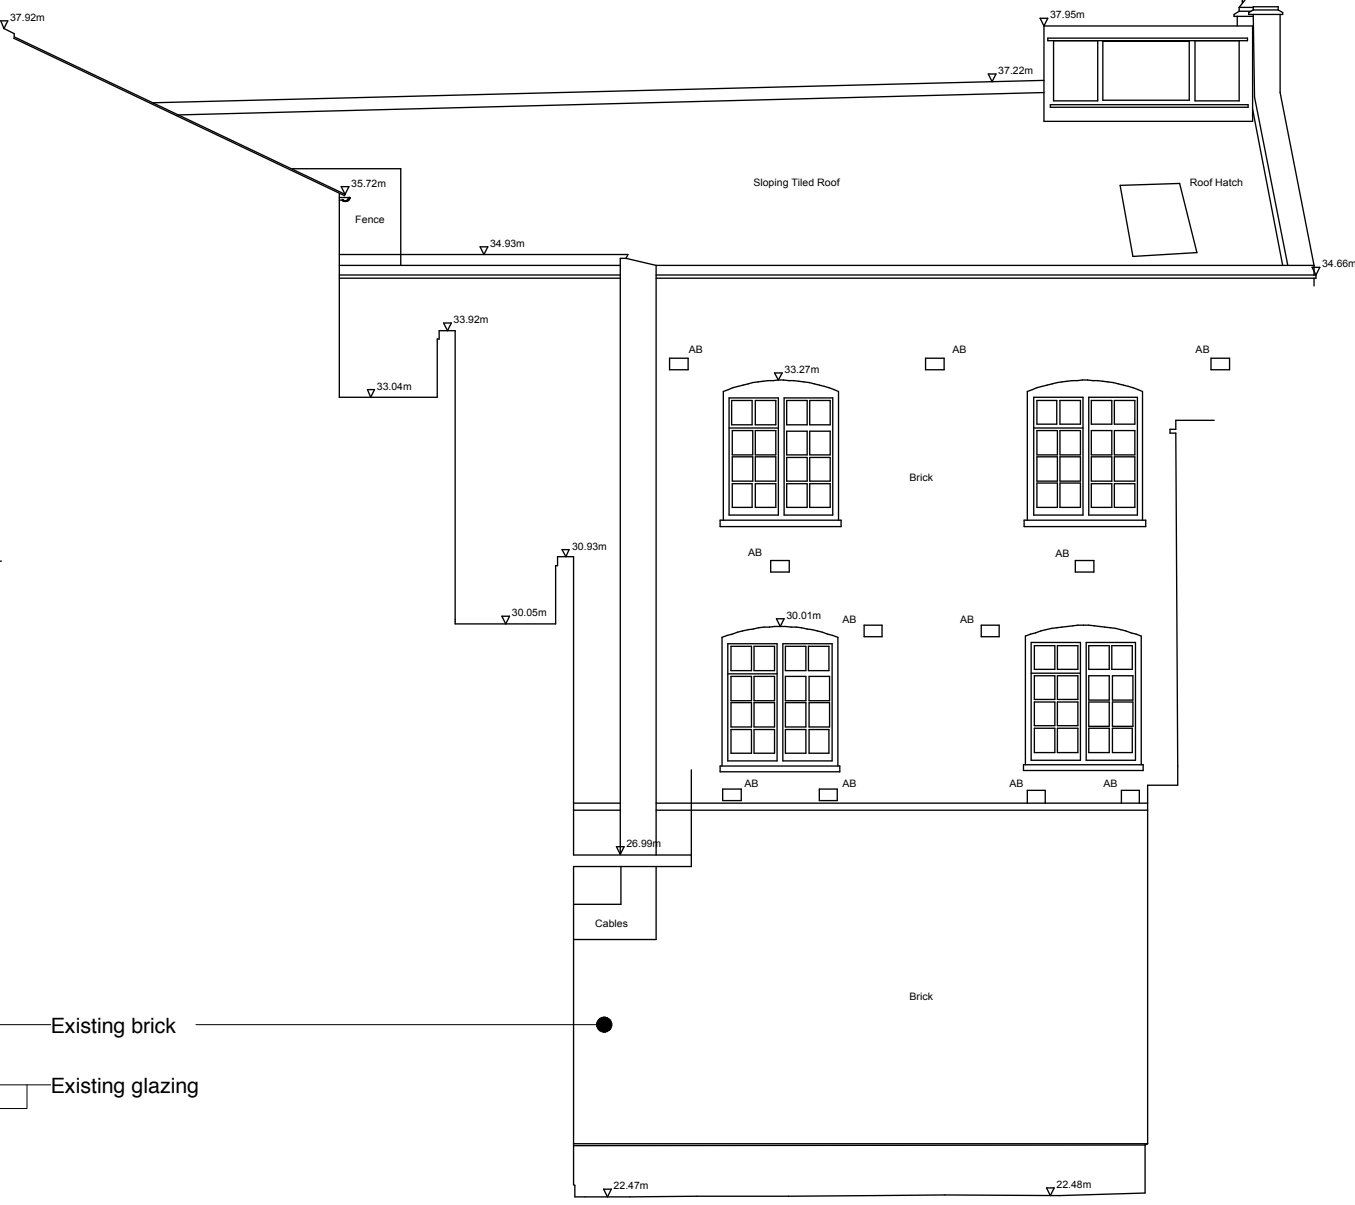 37.92m
37.95m
37.22m
35.72m
Sloping Tiled Roof
Roof Hatch
Fence
34.93m
34.66m
33.92m
AB
AB
AB
33.27m
33.04m
Brick
30.93m
AB
AB
30.05m
30.01m
AB
AB
AB
AB
AB
AB
26.99m
Cables
Brick
Existing brick
Existing glazing
22.47m
22.48m